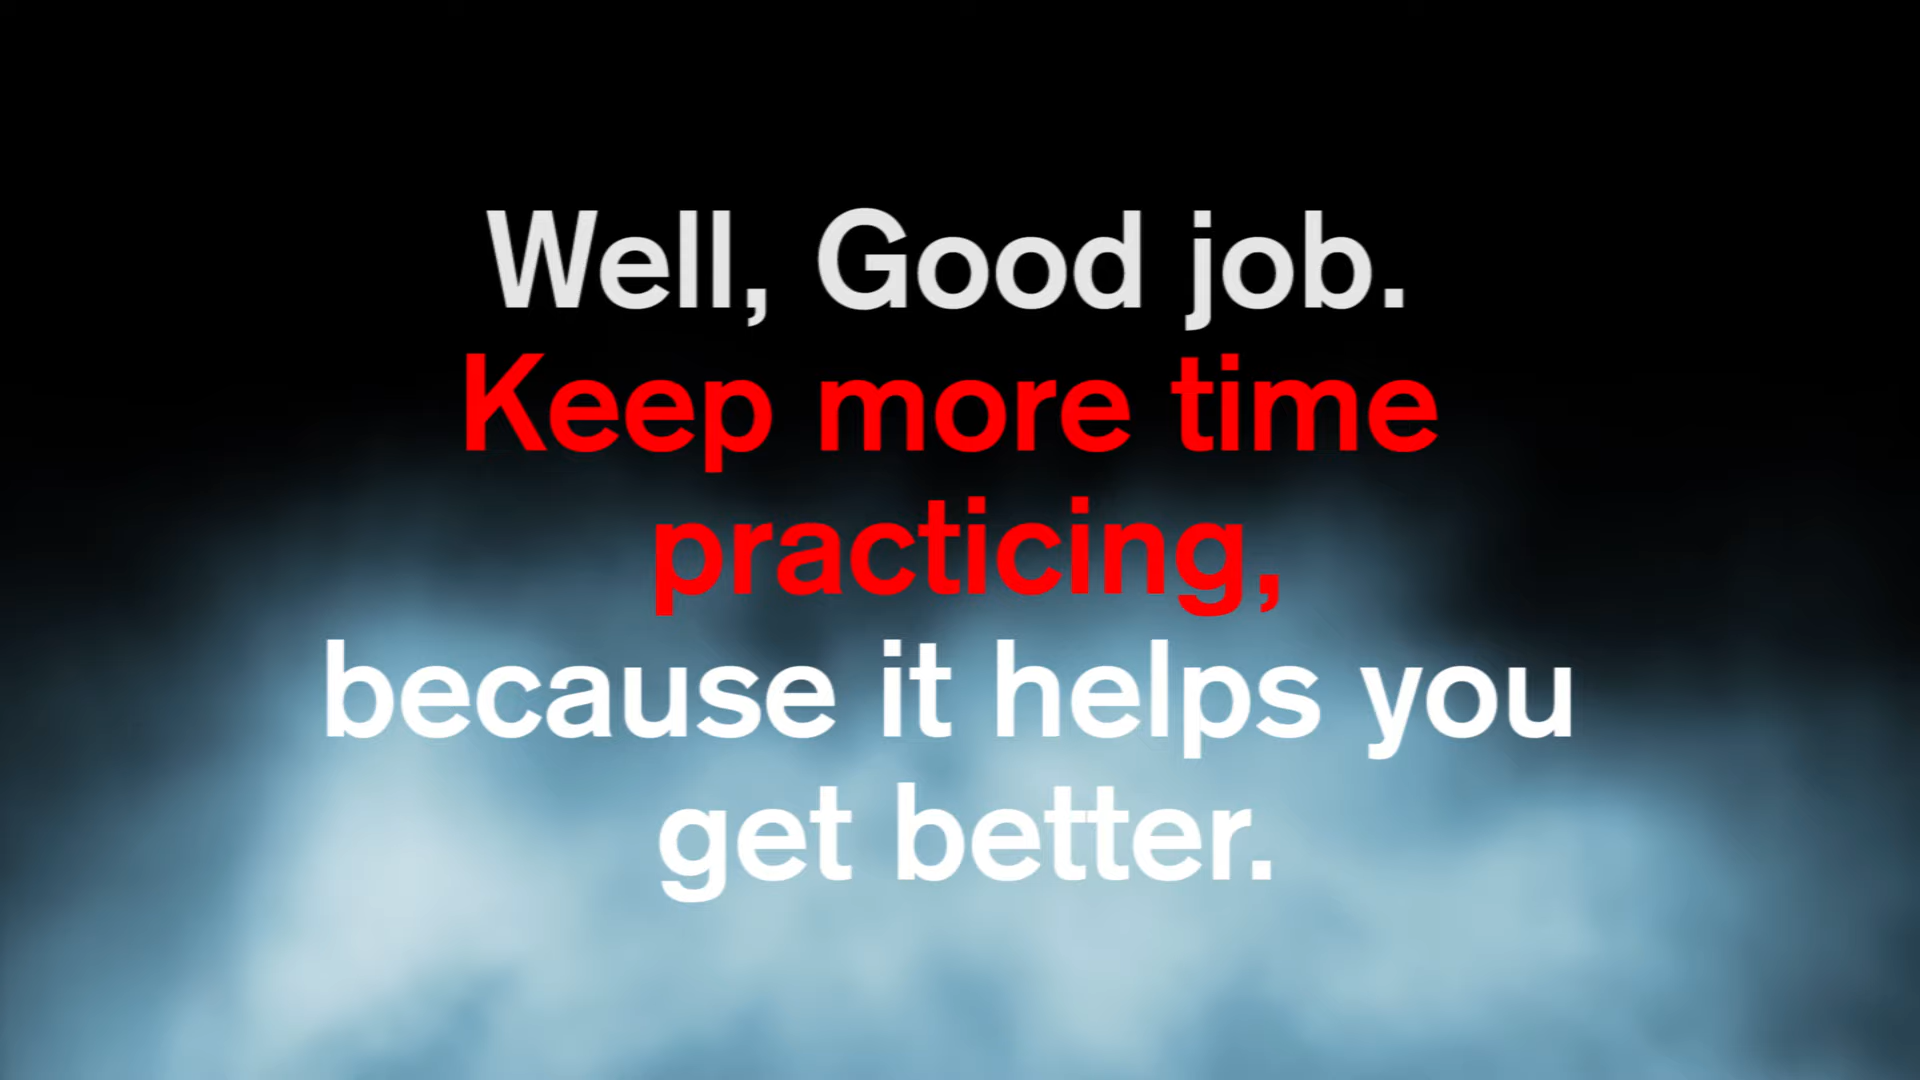 Well, Good job.
Keep more time
practicing,
because it helps you
get better.